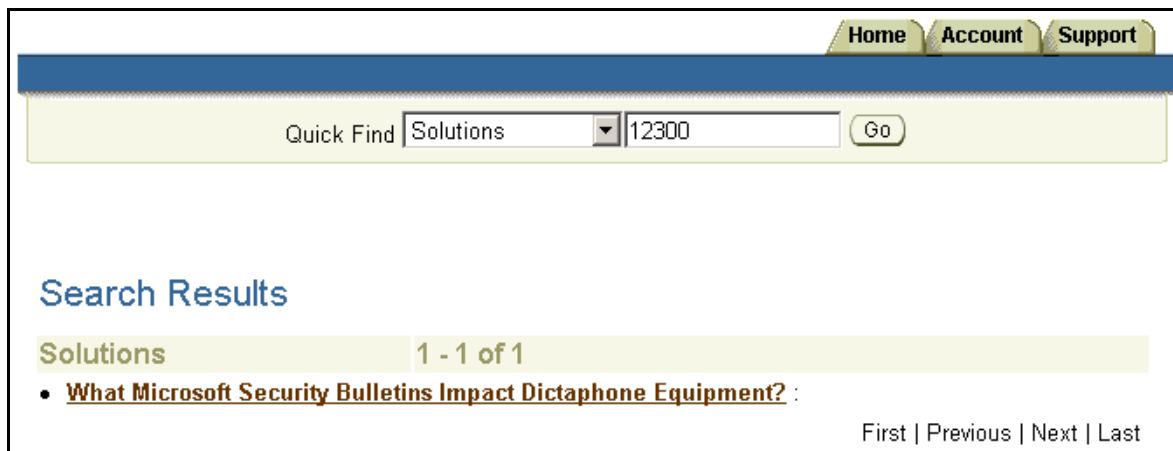 Home Account Support
Quick Find Solutions 12300 Go
Search Results
Solutions 1 - 1 of 1
• What Microsoft Security Bulletins Impact Dictaphone Equipment? :
First | Previous | Next | Last